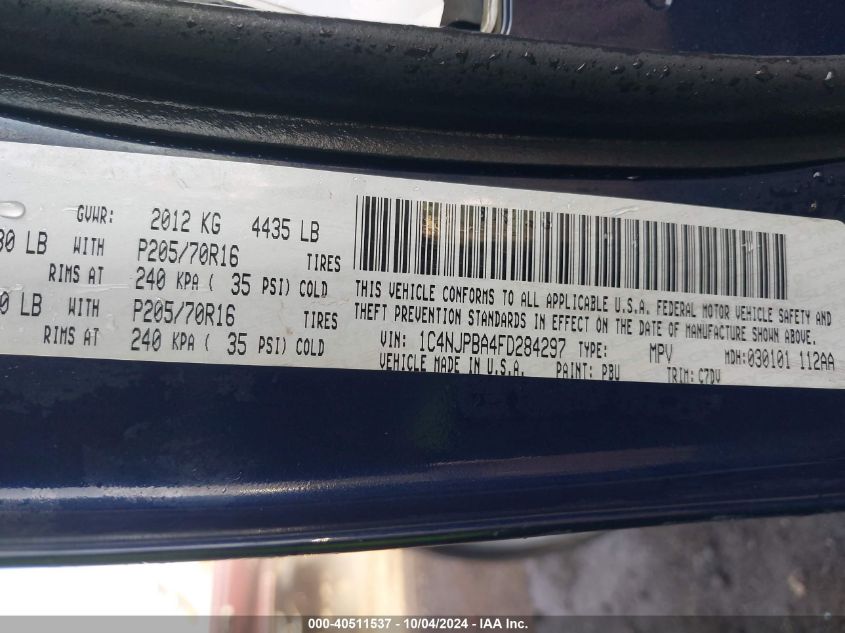 GVWR: 2012 KG 4435 LB
80 LB WITH P205/70R16 TIRES
RIMS AT 240 KPA ( 35 PSI) COLD
0 LB WITH P205/70R16 TIRES
RIMS AT 240 KPA ( 35 PSI) COLD
THIS VEHICLE CONFORMS TO ALL APPLICABLE U.S.A. FEDERAL MOTOR VEHICLE SAFETY AND
THEFT PREVENTION STANDARDS IN EFFECT ON THE DATE OF MANUFACTURE SHOWN ABOVE.
VIN: 1C4NJPBA4FD284297 TYPE: MPV MDH:030101 112AA
VEHICLE MADE IN U.S.A. PAINT: PBU TRIM: C7DV
000-40511537 - 10/04/2024 - IAA Inc.